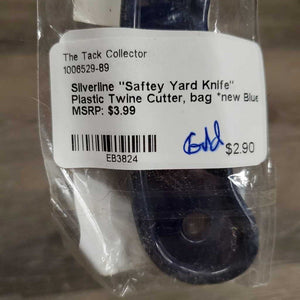 The Tack Collector
1006529-89
Silverline "Saftey Yard Knife"
Plastic Twine Cutter, bag *new Blue
MSRP: $3.99
$2.90
EB3824